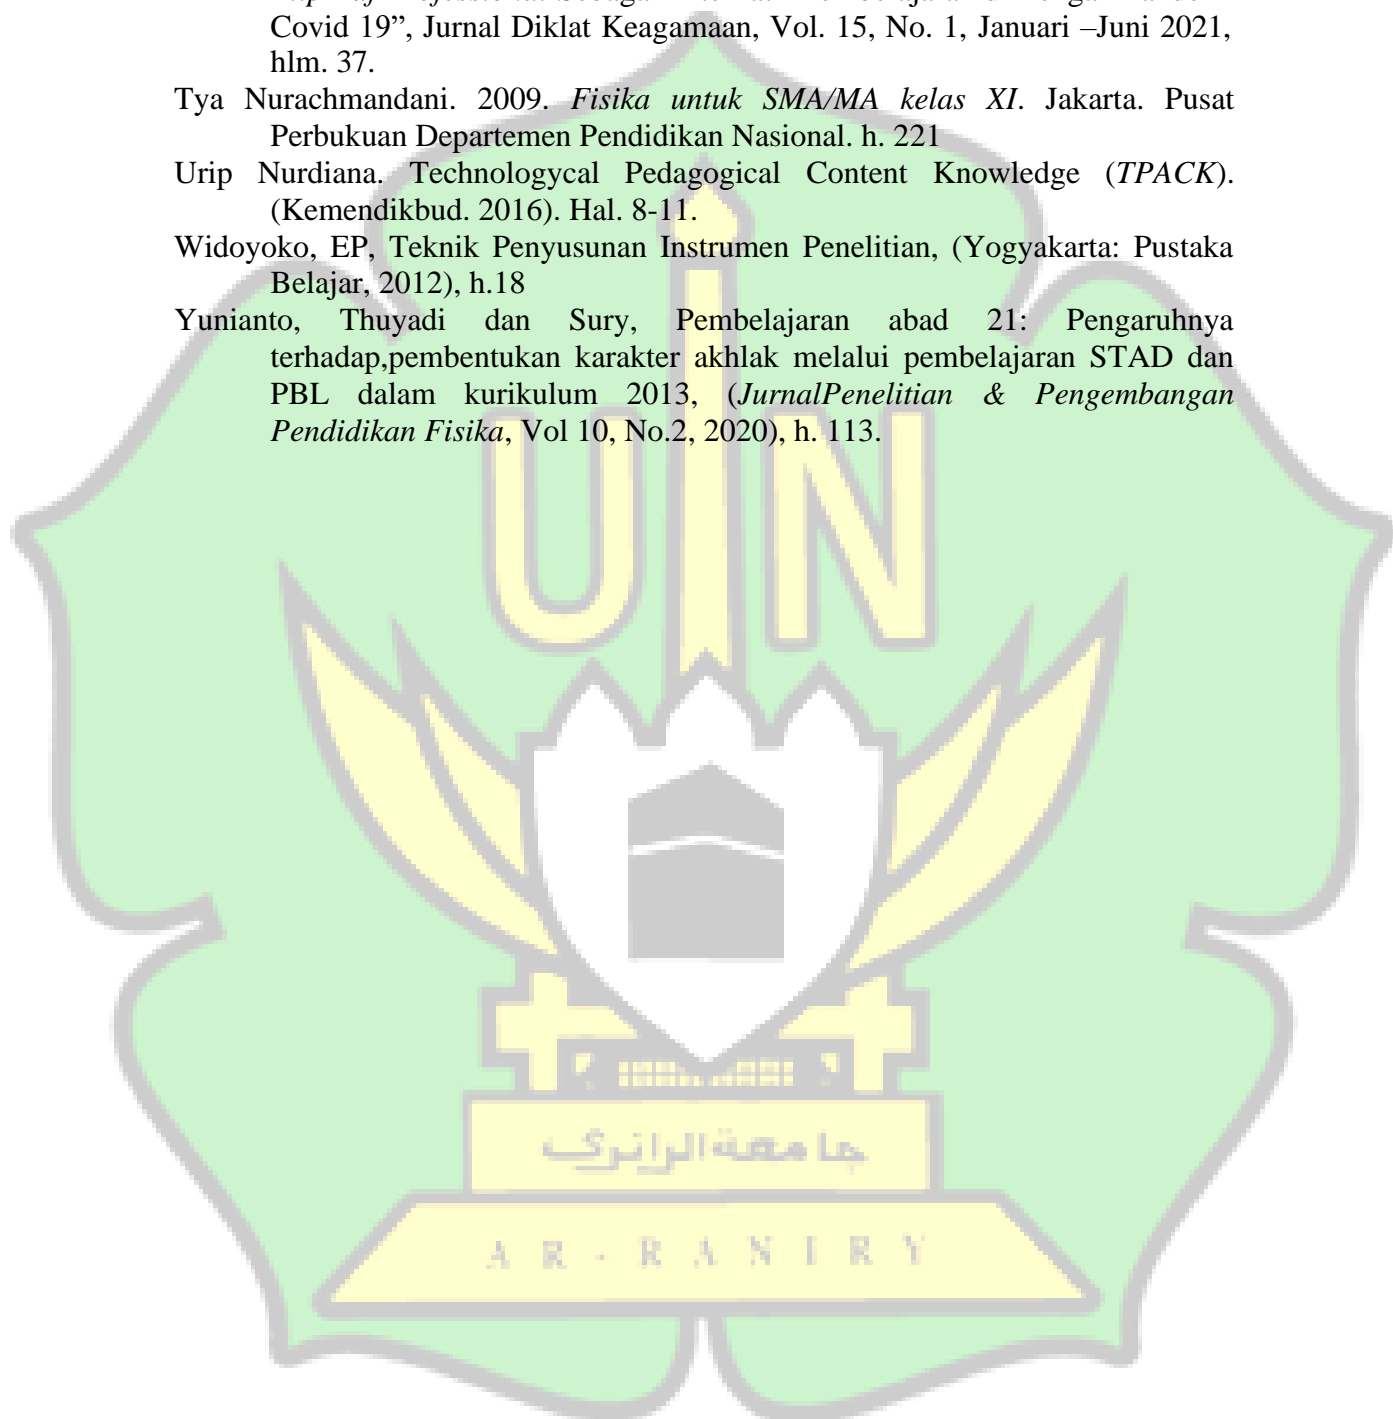 Covid 19”, Jurnal Diklat Keagamaan, Vol. 15, No. 1, Januari –Juni 2021,
hlm. 37.
Tya Nurachmandani. 2009. Fisika untuk SMA/MA kelas XI. Jakarta. Pusat
Perbukuan Departemen Pendidikan Nasional. h. 221
Urip Nurdiana. Technologycal Pedagogical Content Knowledge (TPACK).
(Kemendikbud. 2016). Hal. 8-11.
Widoyoko, EP, Teknik Penyusunan Instrumen Penelitian, (Yogyakarta: Pustaka
Belajar, 2012), h.18
Yunianto, Thuyadi dan Sury, Pembelajaran abad 21: Pengaruhnya
terhadap,pembentukan karakter akhlak melalui pembelajaran STAD dan
PBL dalam kurikulum 2013, (JurnalPenelitian & Pengembangan
Pendidikan Fisika, Vol 10, No.2, 2020), h. 113.
UIN
جامعة الرانري
AR-RANIRY